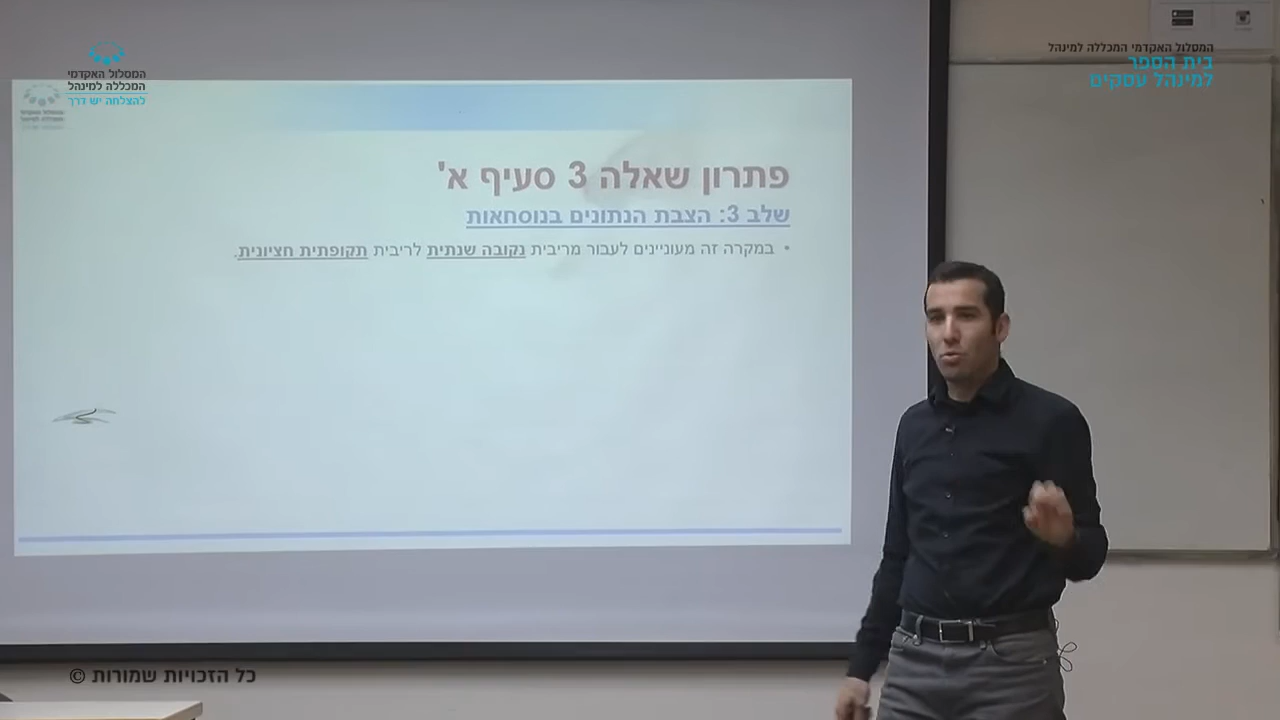 המסלול האקדמי המכללה למינהל
בית הספר
למינהל עסקים
המסלול האקדמי
המכללה למינהל
להצלחה יש דרך
פתרון שאלה 3 סעיף א'
שלב 3: הצבת הנתונים בנוסחאות
• במקרה זה מעוניינים לעבור מריבית נקובה שנתית לריבית תקופתית חציונית.
כל הזכויות שמורות ©